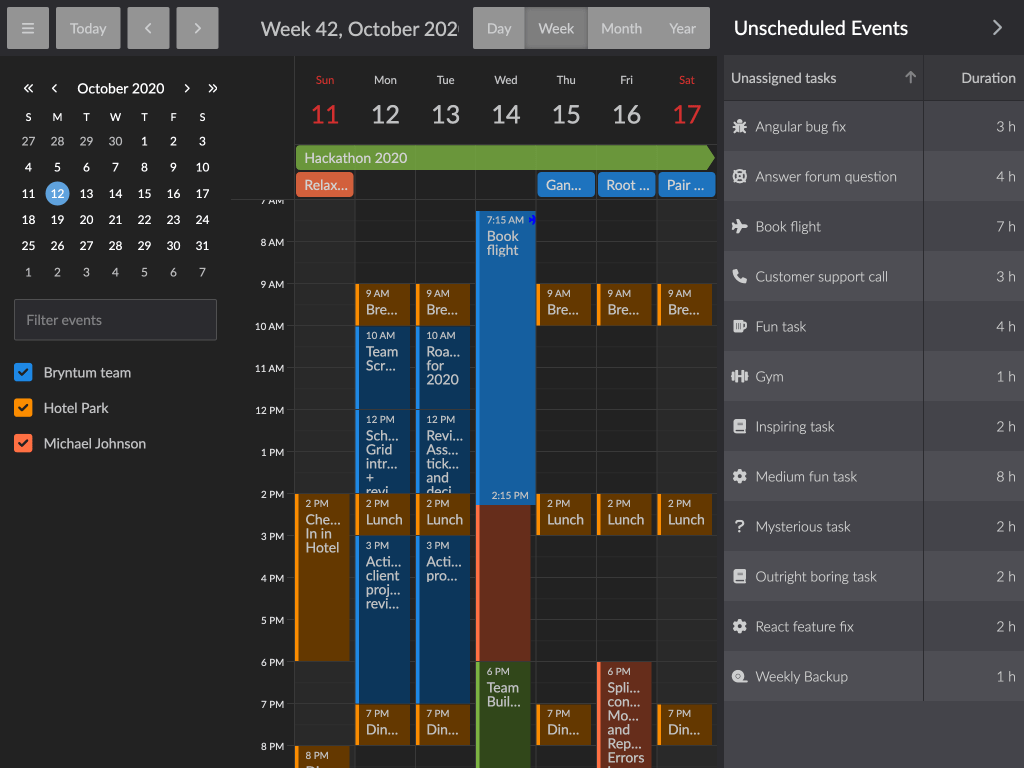 Today
Week 42, October 202
Day Week Month Year
Unscheduled Events
October 2020
S M T W T F S
27 28 29 30 1 2 3
4 5 6 7 8 9 10
11 12 13 14 15 16 17
18 19 20 21 22 23 24
25 26 27 28 29 30 31
1 2 3 4 5 6 7
Filter events
Bryntum team
Hotel Park
Michael Johnson
Sun Mon Tue Wed Thu Fri Sat
11 12 13 14 15 16 17
Hackathon 2020
Relax... Gan... Root ... Pair ...
7 AM
8 AM
9 AM
10 AM
11 AM
12 PM
1 PM
2 PM
3 PM
4 PM
5 PM
6 PM
7 PM
8 PM
2 PM
Che...
In in
Hotel
8 PM
9 AM
Bre...
10 AM
Team
Scr...
12 PM
Sch...
Grid
intr...
+
revi...
2 PM
Lunch
3 PM
Acti...
client
proj...
revi...
7 PM
Din...
9 AM
Bre...
10 AM
Roa...
for
2020
12 PM
Revi...
Ass...
tick...
and
deci...
2 PM
Lunch
3 PM
Acti...
pro...
7 PM
Din...
7:15 AM
Book
flight
2:15 PM
6 PM
Team
Buil...
9 AM
Bre...
2 PM
Lunch
7 PM
Din...
9 AM
Bre...
2 PM
Lunch
6 PM
Spli...
con...
Mo...
and
Rep...
Errors
9 AM
Bre...
2 PM
Lunch
7 PM
Din...
Unassigned tasks Duration
Angular bug fix 3 h
Answer forum question 4 h
Book flight 7 h
Customer support call 3 h
Fun task 4 h
Gym 1 h
Inspiring task 2 h
Medium fun task 8 h
Mysterious task 2 h
Outright boring task 2 h
React feature fix 2 h
Weekly Backup 1 h